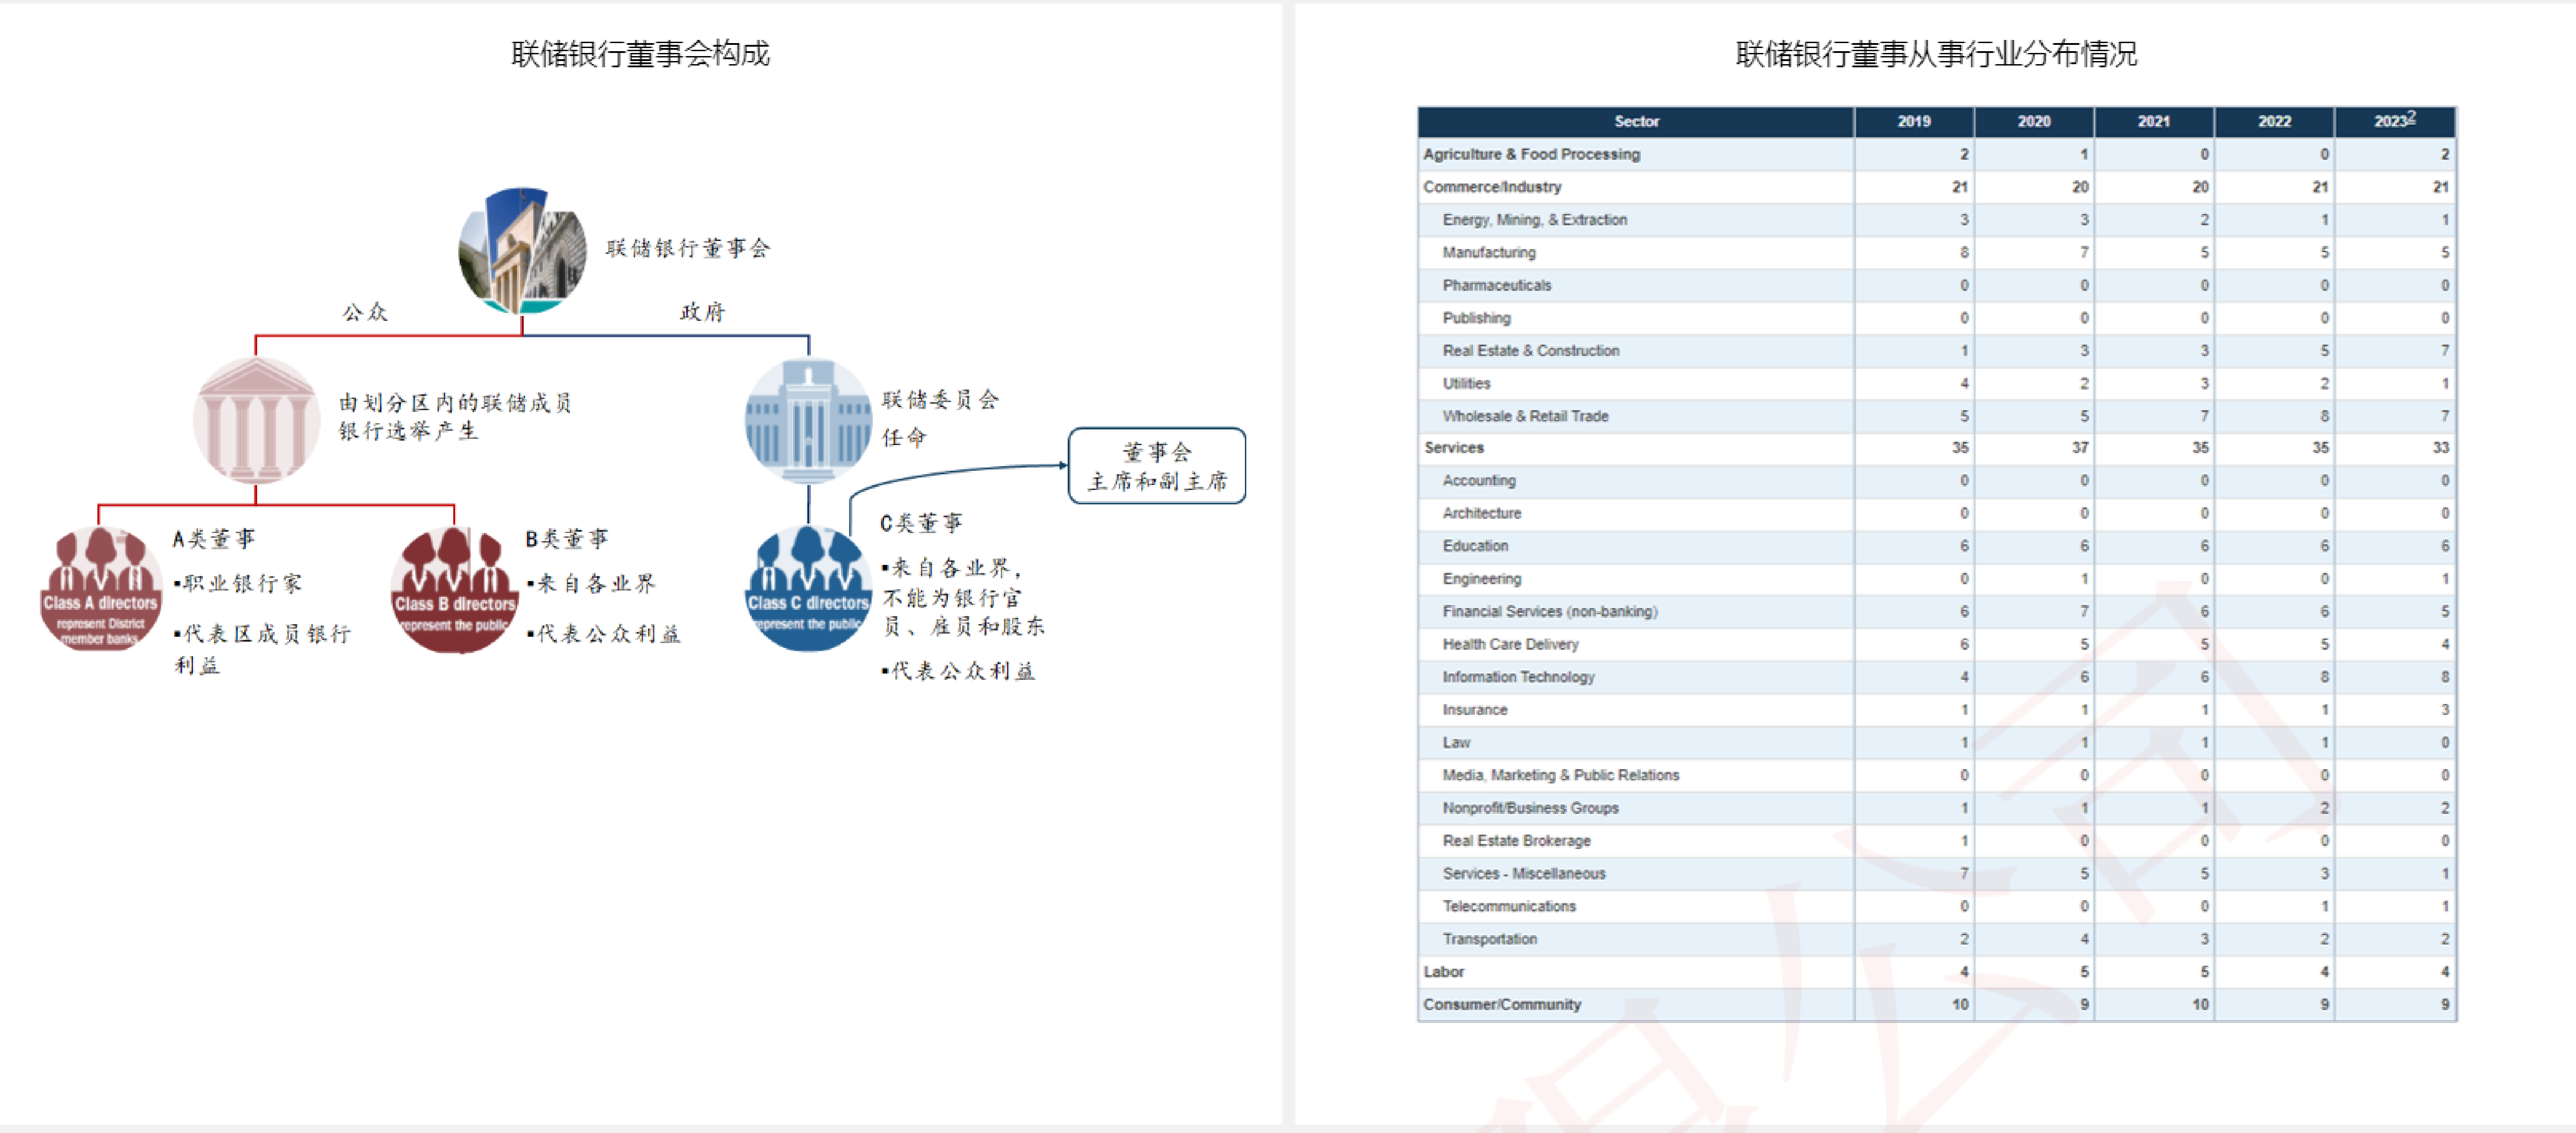 联储银行董事会构成
联储银行董事会
公众
政府
由划分区内的联储成员
银行选举产生
联储委员会
任命
董事会
主席和副主席
A类董事
▪职业银行家
▪代表区成员银行
利益
Class A directors
represent District
member banks
B类董事
▪来自各业界
▪代表公众利益
Class B directors
represent the public
C类董事
▪来自各业界，
不能为银行官
员、雇员和股东
▪代表公众利益
Class C directors
represent the public
联储银行董事从事行业分布情况
Sector 2019 2020 2021 2022 2023²
Agriculture & Food Processing 2 1 0 0 2
Commerce/Industry 21 20 20 21 21
Energy, Mining, & Extraction 3 3 2 1 1
Manufacturing 8 7 5 5 5
Pharmaceuticals 0 0 0 0 0
Publishing 0 0 0 0 0
Real Estate & Construction 1 3 3 5 7
Utilities 4 2 3 2 1
Wholesale & Retail Trade 5 5 7 8 7
Services 35 37 35 35 33
Accounting 0 0 0 0 0
Architecture 0 0 0 0 0
Education 6 6 6 6 6
Engineering 0 1 0 0 1
Financial Services (non-banking) 6 7 6 6 5
Health Care Delivery 6 5 5 5 4
Information Technology 4 6 6 8 8
Insurance 1 1 1 1 3
Law 1 1 1 1 0
Media, Marketing & Public Relations 0 0 0 0 0
Nonprofit/Business Groups 1 1 1 2 2
Real Estate Brokerage 1 0 0 0 0
Services - Miscellaneous 7 5 5 3 1
Telecommunications 0 0 0 1 1
Transportation 2 4 3 2 2
Labor 4 5 5 4 4
Consumer/Community 10 9 10 9 9
公司